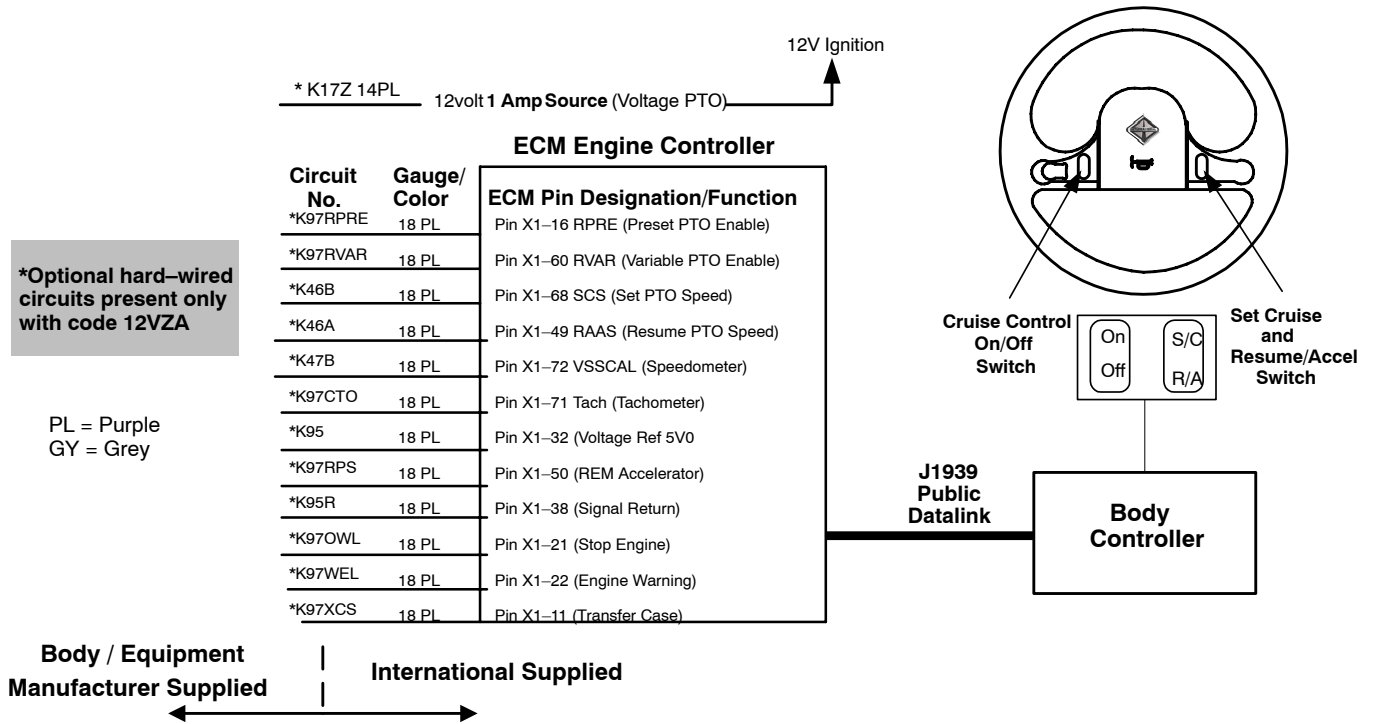 12V Ignition
* K17Z 14PL
12volt 1 Amp Source (Voltage PTO)
ECM Engine Controller
Circuit No.
Gauge/ Color
ECM Pin Designation/Function
*K97RPRE 18 PL Pin X1–16 RPRE (Preset PTO Enable)
*K97RVAR 18 PL Pin X1–60 RVAR (Variable PTO Enable)
*K46B 18 PL Pin X1–68 SCS (Set PTO Speed)
*K46A 18 PL Pin X1–49 RAAS (Resume PTO Speed)
*K47B 18 PL Pin X1–72 VSSCAL (Speedometer)
*K97CTO 18 PL Pin X1–71 Tach (Tachometer)
*K95 18 PL Pin X1–32 (Voltage Ref 5V0
*K97RPS 18 PL Pin X1–50 (REM Accelerator)
*K95R 18 PL Pin X1–38 (Signal Return)
*K97OWL 18 PL Pin X1–21 (Stop Engine)
*K97WEL 18 PL Pin X1–22 (Engine Warning)
*K97XCS 18 PL Pin X1–11 (Transfer Case)
*Optional hard–wired
circuits present only
with code 12VZA
PL = Purple
GY = Grey
Cruise Control
On/Off
Switch
On
Off
S/C
R/A
Set Cruise
and
Resume/Accel
Switch
J1939
Public
Datalink
Body
Controller
Body / Equipment
Manufacturer Supplied
International Supplied